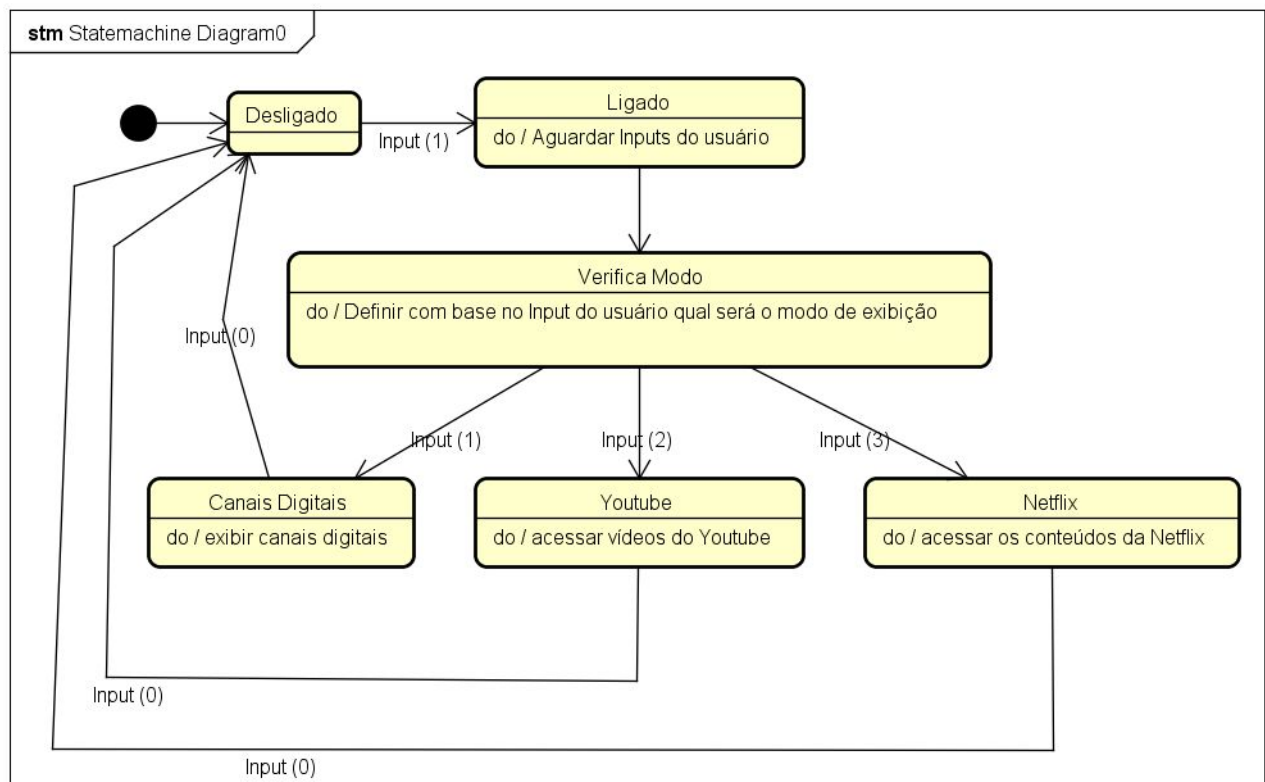 stm Statemachine Diagram0
Desligado
Input (1)
Ligado
do / Aguardar Inputs do usuário
Verifica Modo
do / Definir com base no Input do usuário qual será o modo de exibição
Input (0)
Input (1)
Input (2)
Input (3)
Canais Digitais
do / exibir canais digitais
Youtube
do / acessar vídeos do Youtube
Netflix
do / acessar os conteúdos da Netflix
Input (0)
Input (0)